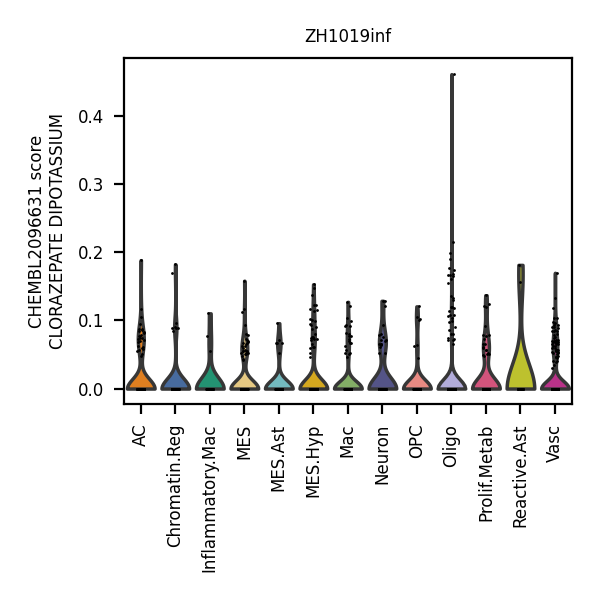 ZH1019inf
CHEMBL2096631 score
CLORAZEPATE DIPOTASSIUM
0.4
0.3
0.2
0.1
0.0
AC
Chromatin.Reg
Inflammatory.Mac
MES
MES.Ast
MES.Hyp
Mac
Neuron
OPC
Oligo
Prolif.Metab
Reactive.Ast
Vasc